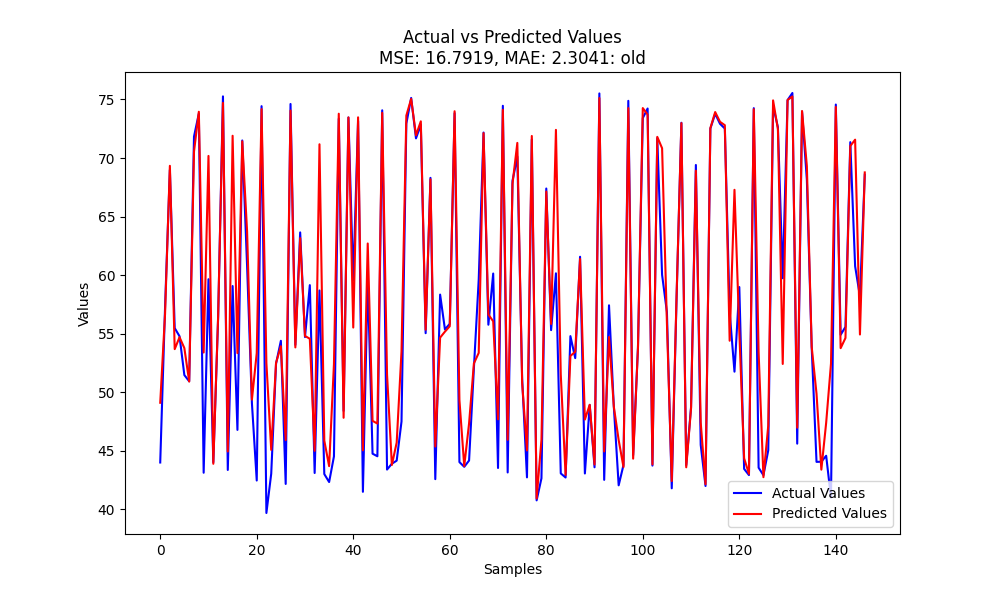 Actual vs Predicted Values
MSE: 16.7919, MAE: 2.3041: old
Values
75
70
65
60
55
50
45
40
0 20 40 60 80 100 120 140
Samples
Actual Values
Predicted Values